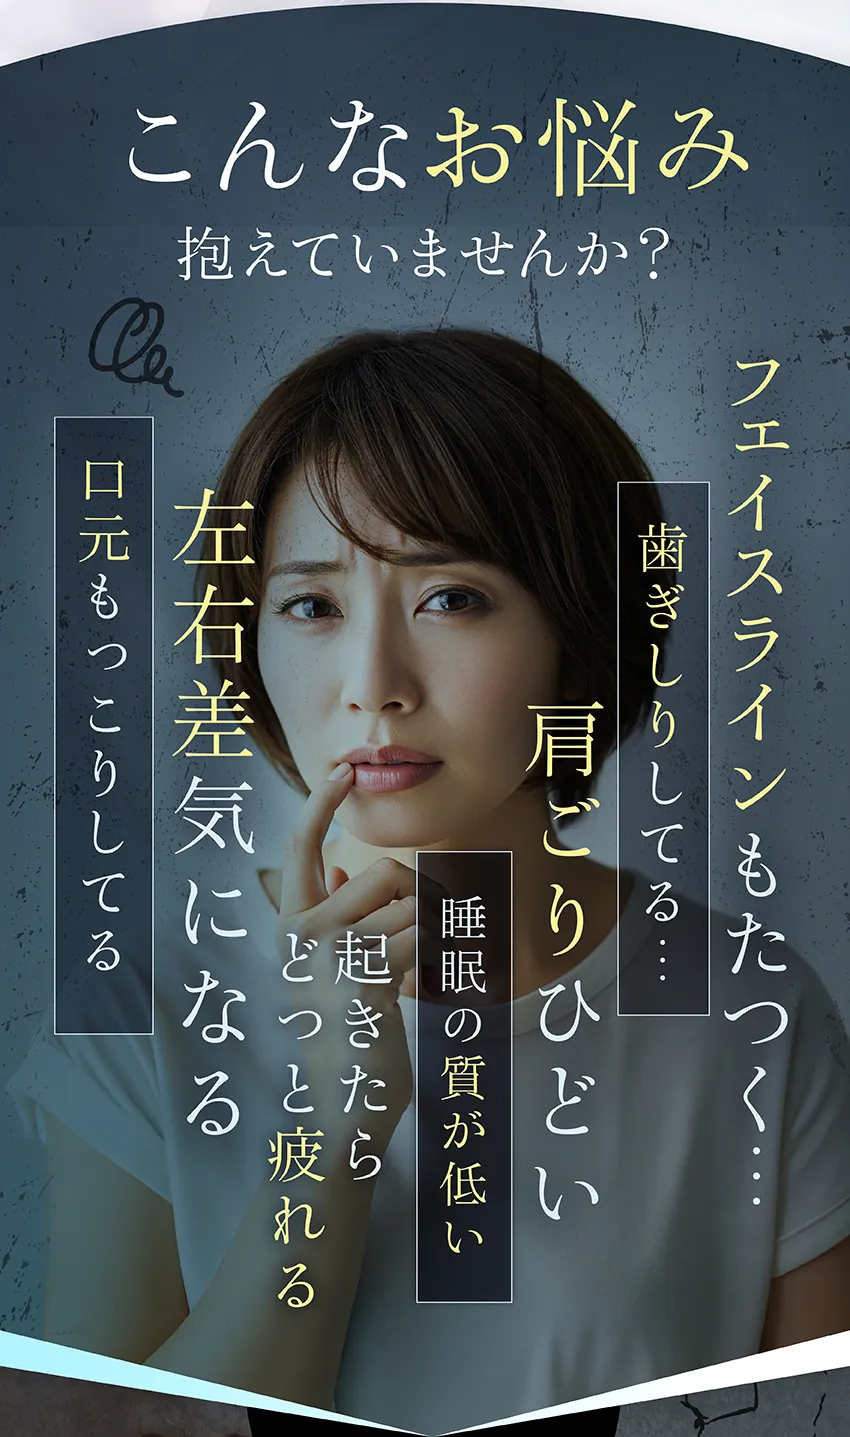 こんなお悩み
抱えていませんか？
フェイスラインもたつく…
歯ぎしりしてる…
肩ごりひどい
睡眠の質が低い
起きたら
どっと疲れる
左右差気になる
口元もっこりしてる